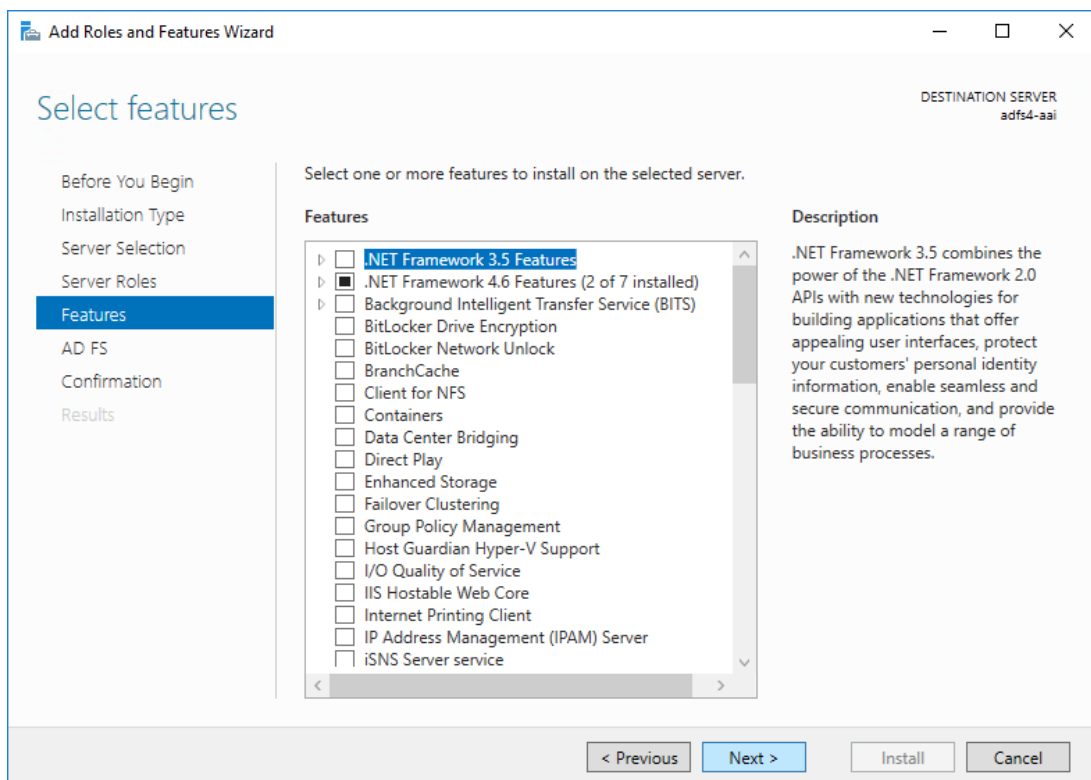 Add Roles and Features Wizard
Select features
DESTINATION SERVER
adfs4-aai
Before You Begin
Installation Type
Server Selection
Server Roles
Features
AD FS
Confirmation
Results
Select one or more features to install on the selected server.
Features
.NET Framework 3.5 Features
.NET Framework 4.6 Features (2 of 7 installed)
Background Intelligent Transfer Service (BITS)
BitLocker Drive Encryption
BitLocker Network Unlock
BranchCache
Client for NFS
Containers
Data Center Bridging
Direct Play
Enhanced Storage
Failover Clustering
Group Policy Management
Host Guardian Hyper-V Support
I/O Quality of Service
IIS Hostable Web Core
Internet Printing Client
IP Address Management (IPAM) Server
iSNS Server service
Description
.NET Framework 3.5 combines the
power of the .NET Framework 2.0
APIs with new technologies for
building applications that offer
appealing user interfaces, protect
your customers' personal identity
information, enable seamless and
secure communication, and provide
the ability to model a range of
business processes.
< Previous
Next >
Install
Cancel